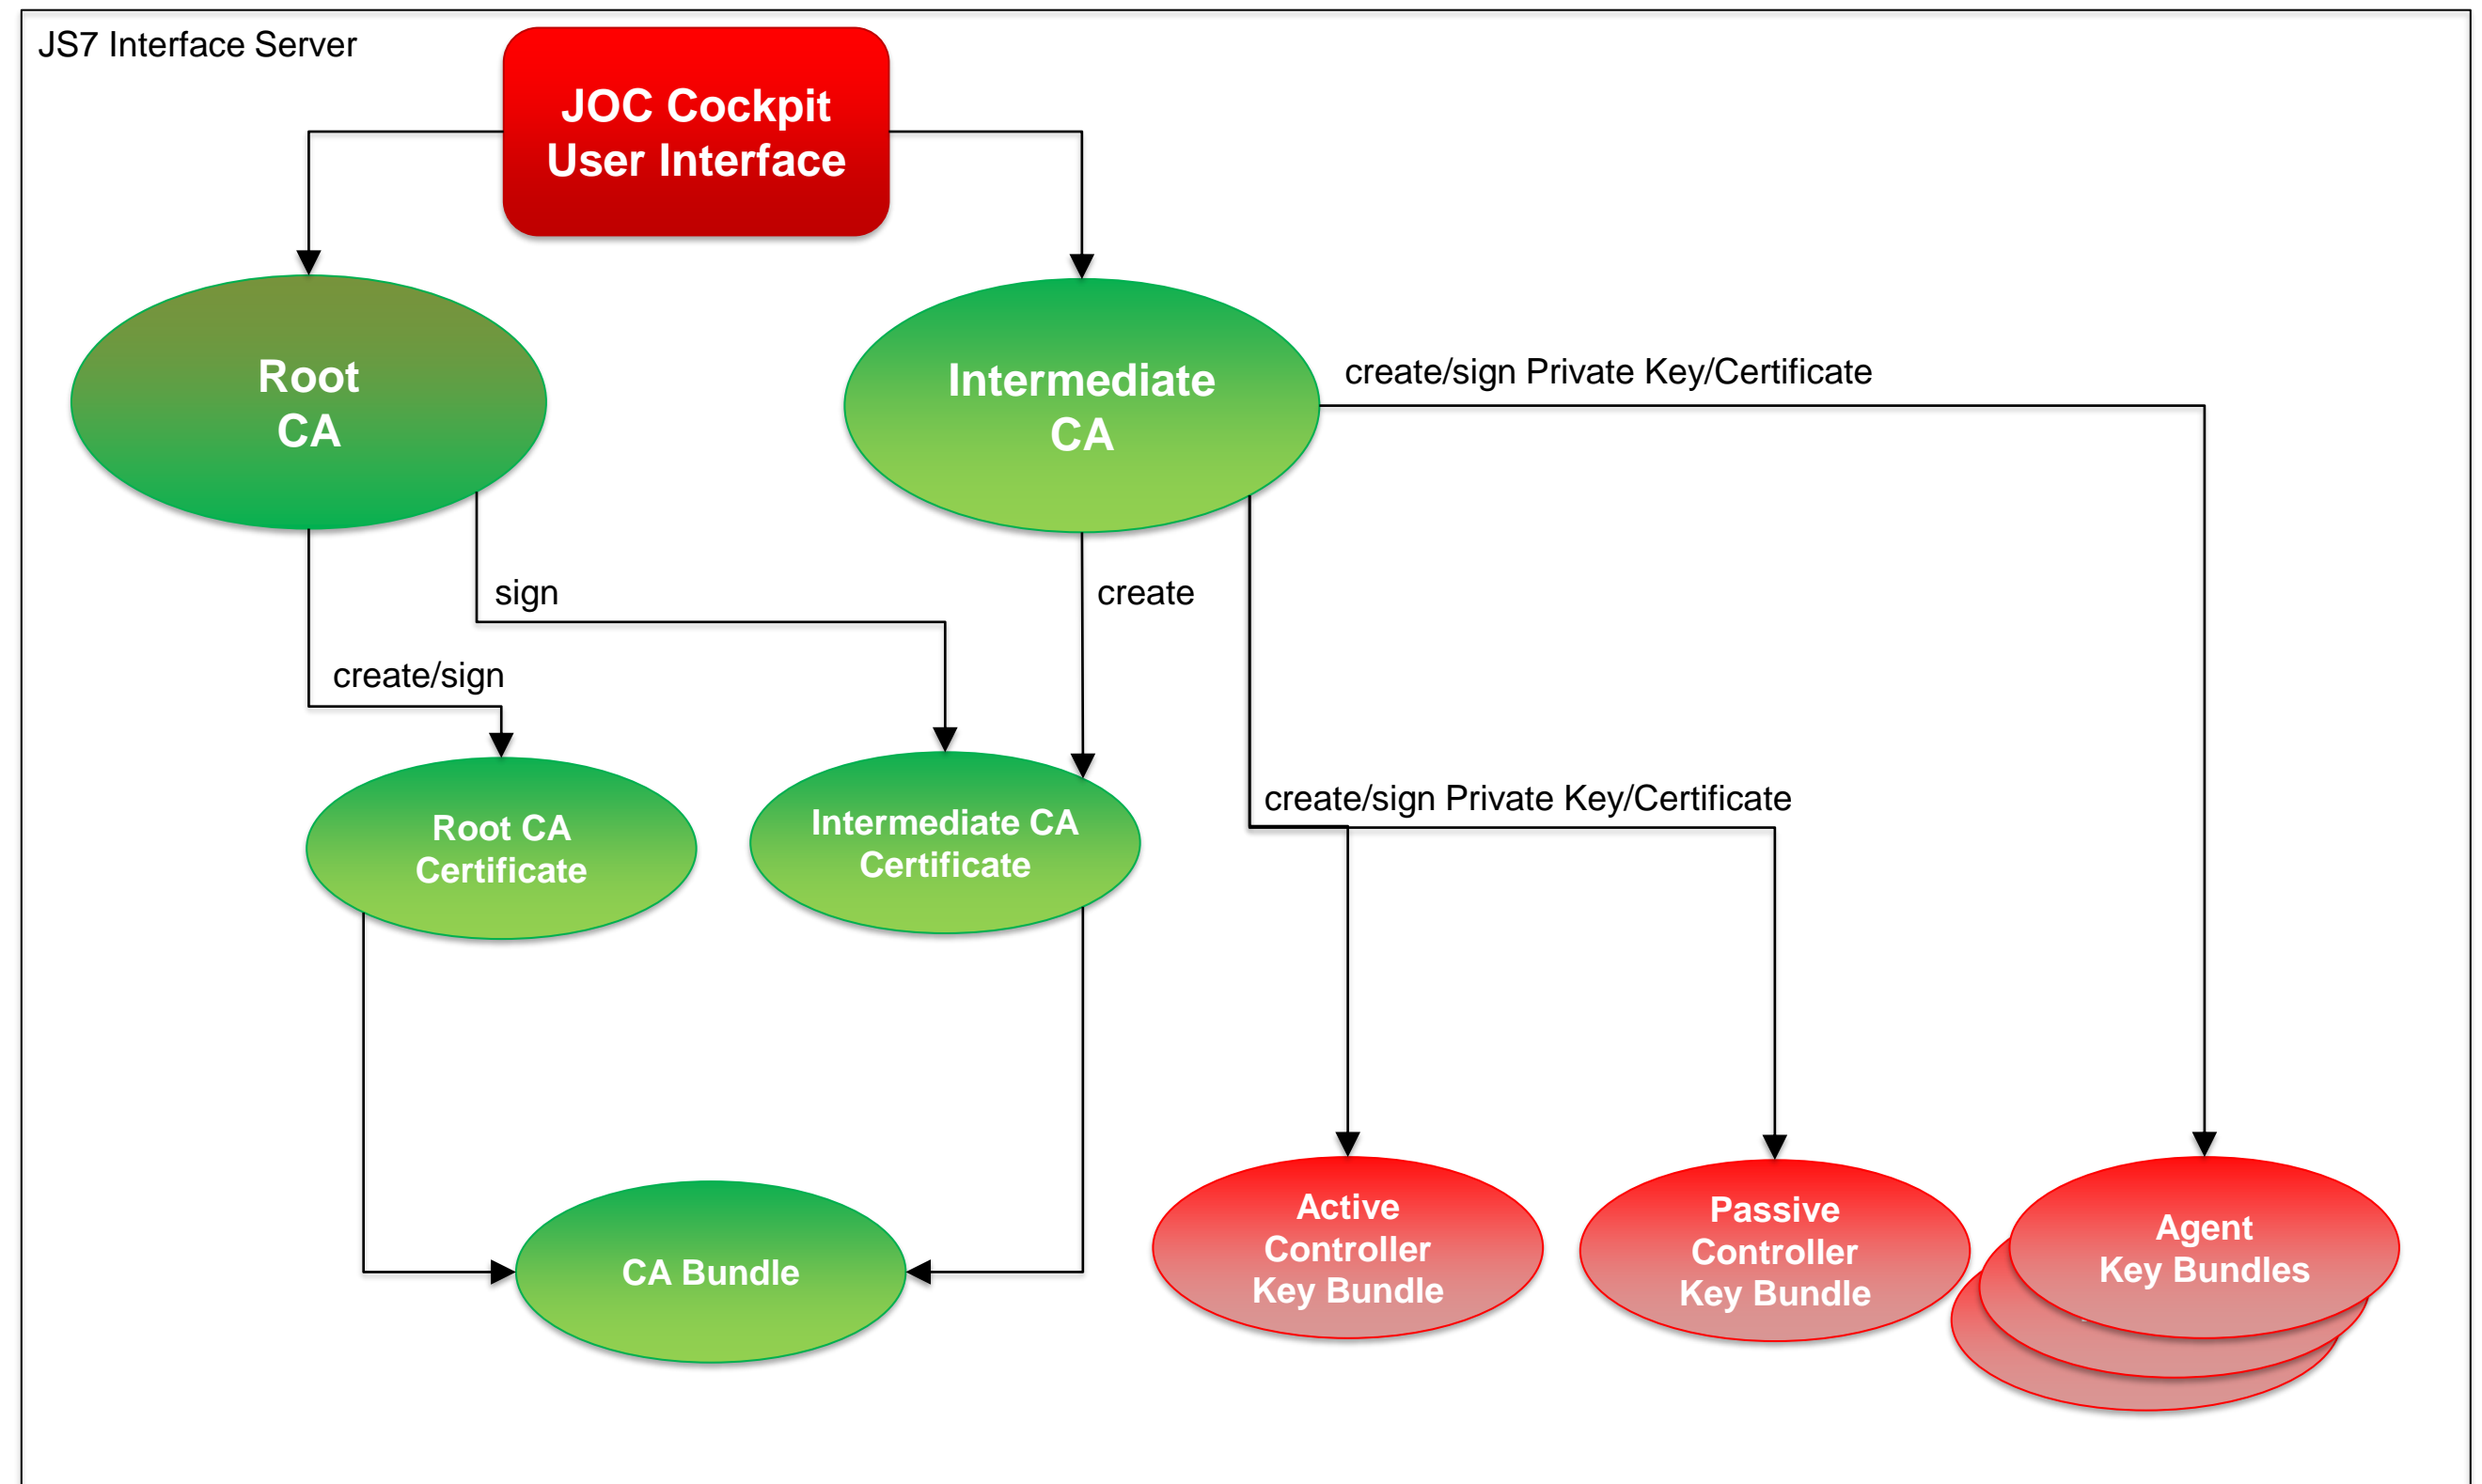 JS7 Interface Server
JOC Cockpit
User Interface
Root
CA
Intermediate
CA
create/sign Private Key/Certificate
sign
create
create/sign
create/sign Private Key/Certificate
Root CA
Certificate
Intermediate CA
Certificate
Active
Controller
Key Bundle
Passive
Controller
Key Bundle
Agent
Key Bundles
CA Bundle